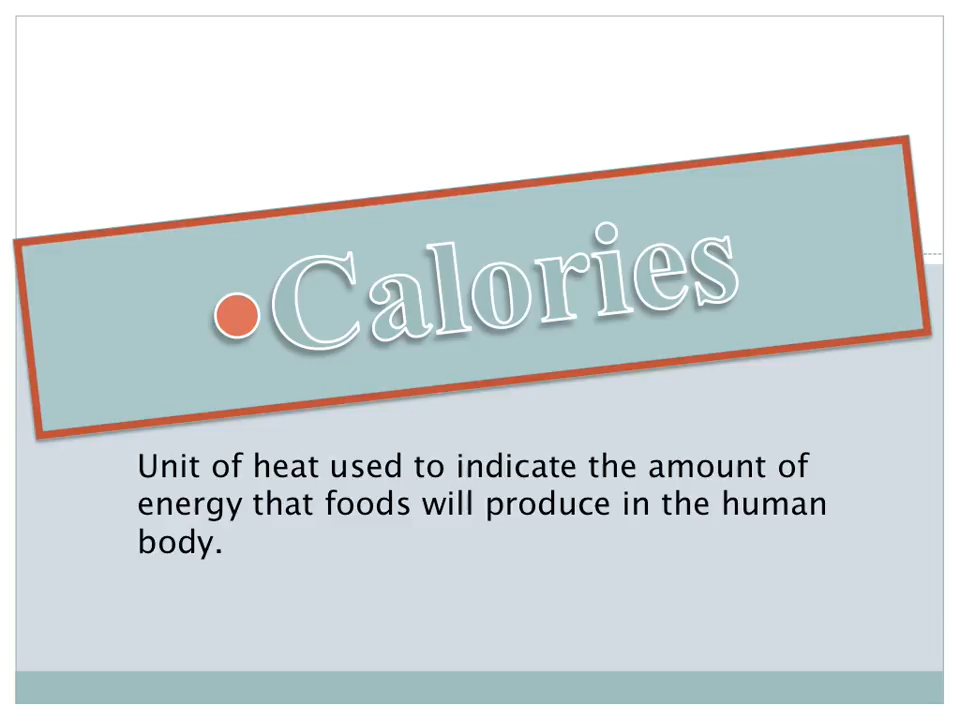 •Calories
Unit of heat used to indicate the amount of
energy that foods will produce in the human
body.